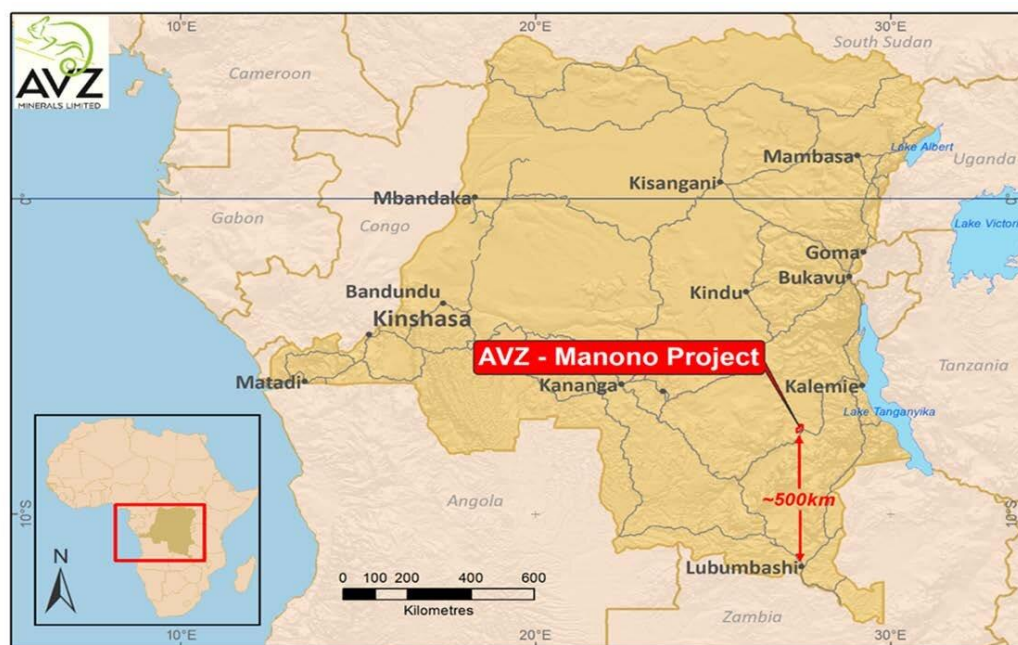 10°E
20°E
30°E
AVZ
MINERALS LIMITED
South Sudan
Cameroon
Lake Albert
Uganda
Mambasa
Kisangani
Mbandaka
0°
0°
Gabon
Congo
Lake Victori
Goma
Bukavu
Bandundu
Kindu
Kinshasa
AVZ - Manono Project
Tanzania
Matadi
Kananga
Kalemie
Lake Tanganyika
Angola
~500km
10°S
10°S
N
Lubumbashi
0 100 200 400 600
Kilometres
Zambia
10°E
20°E
30°E